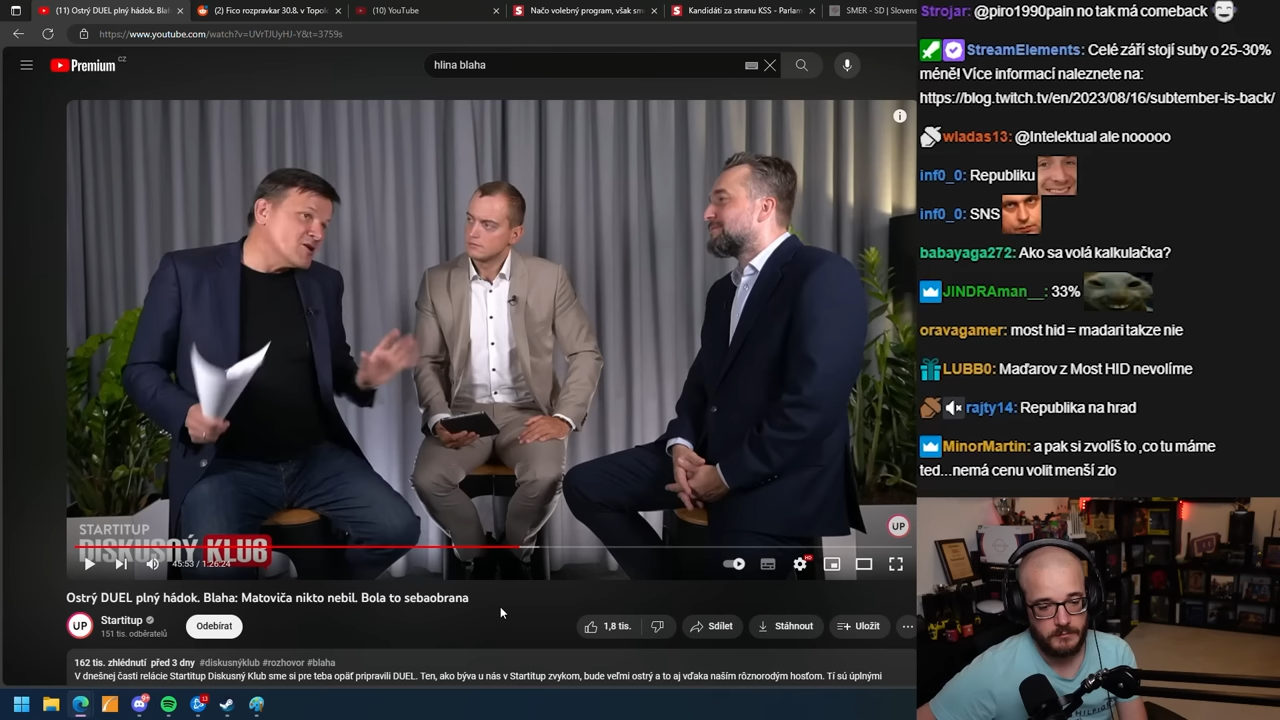 (11) Ostrý DUEL plný hádok. Bla
(2) Fico rozpravkar 30.8. v Topoľ
(10) YouTube
Načo volebný program, však sme
Kandidáti za stranu KSS - Parlam
SMER - SD | Slovens
https://www.youtube.com/watch?v=UVrTJUyHJ-Y&t=3759s
Premium CZ
hlina blaha
STARTITUP
DISKUSNÝ KLUB
UP
45:53 / 1:26:24
HD
Ostrý DUEL plný hádok. Blaha: Matoviča nikto nebil. Bola to sebaobrana
UP
Startitup
151 tis. odběratelů
Odebírat
1,8 tis.
Sdílet
Stáhnout
Uložit
162 tis. zhlédnutí před 3 dny #diskusnýklub #rozhovor #blaha
V dnešnej časti relácie Startitup Diskusný Klub sme si pre teba opäť pripravili DUEL. Ten, ako býva u nás v Startitup zvykom, bude veľmi ostrý a to aj vďaka naším rôznorodým hosťom. Tí sú úplnými
Strojar: @piro1990pain no tak má comeback
StreamElements: Celé září stojí suby o 25-30%
méně! Více informací naleznete na:
https://blog.twitch.tv/en/2023/08/16/subtember-is-back/
wladas13: @Intelektual ale nooooo
inf0_0: Republiku
inf0_0: SNS
babayaga272: Ako sa volá kalkulačka?
JINDRAman__: 33%
oravagamer: most hid = madari takze nie
LUBB0: Maďarov z Most HID nevolíme
rajty14: Republika na hrad
MinorMartin: a pak si zvolíš to ,co tu máme
ted...nemá cenu volit menší zlo